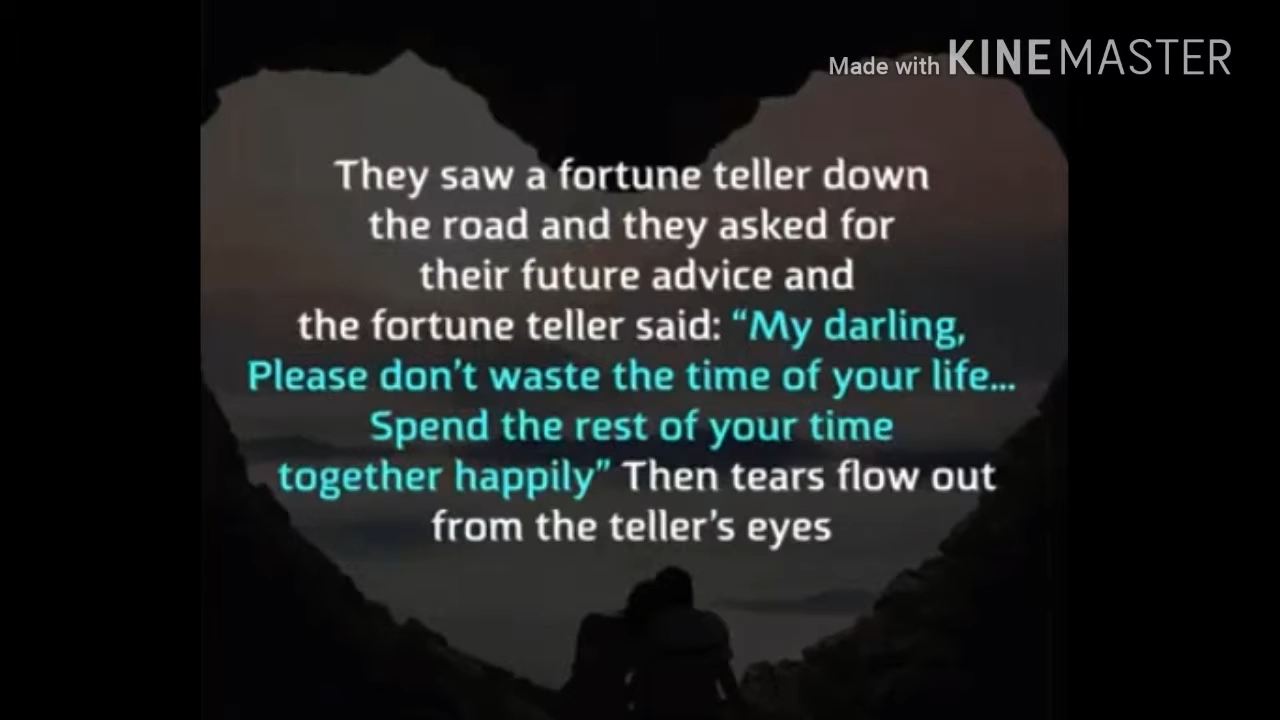 Made with KINEMASTER
They saw a fortune teller down
the road and they asked for
their future advice and
the fortune teller said: “My darling,
Please don’t waste the time of your life...
Spend the rest of your time
together happily” Then tears flow out
from the teller’s eyes